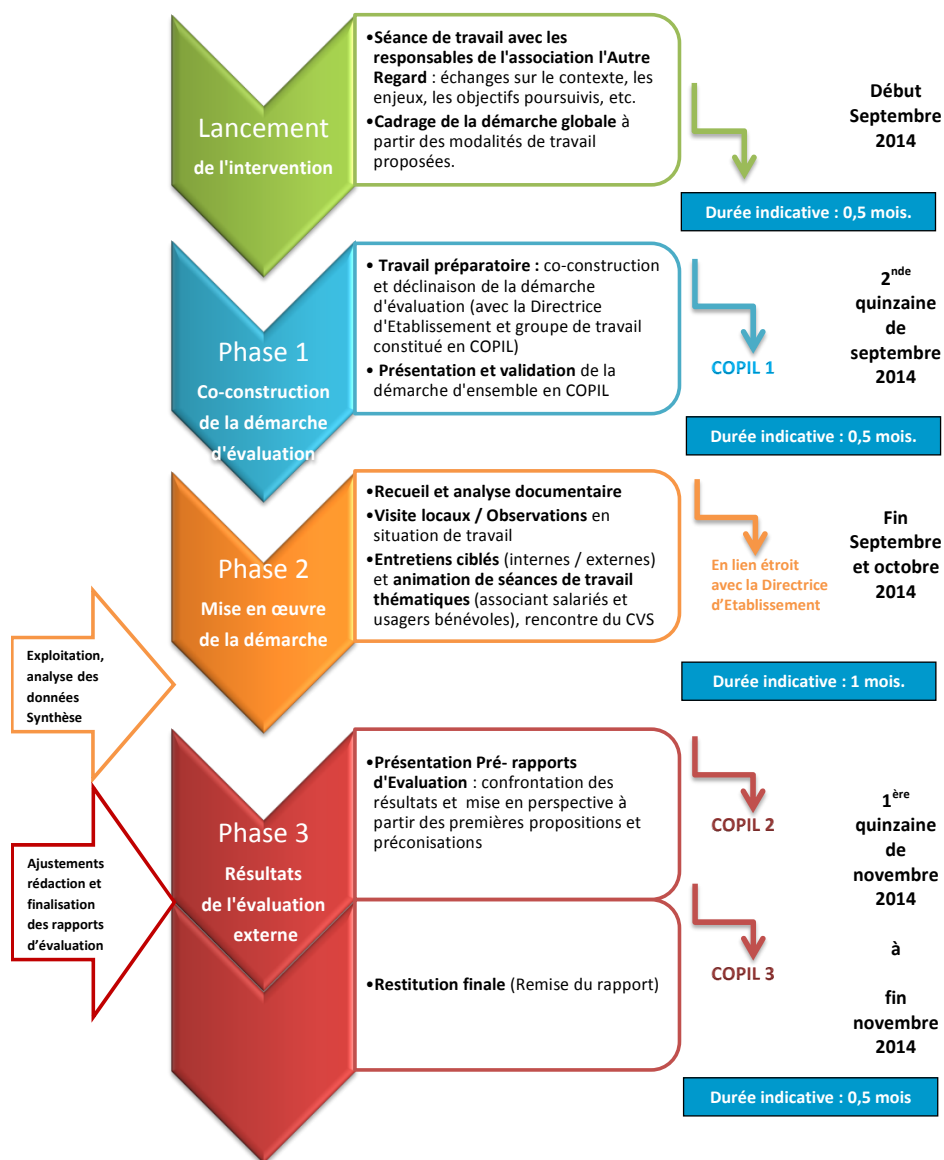 Lancement
de l'intervention
•Séance de travail avec les
responsables de l'association l'Autre
Regard : échanges sur le contexte, les
enjeux, les objectifs poursuivis, etc.
•Cadrage de la démarche globale à
partir des modalités de travail
proposées.
Début
Septembre
2014
Durée indicative : 0,5 mois.
Phase 1
Co-construction
de la démarche
d'évaluation
• Travail préparatoire : co-construction
et déclinaison de la démarche
d'évaluation (avec la Directrice
d'Etablissement et groupe de travail
constitué en COPIL)
• Présentation et validation de la
démarche d'ensemble en COPIL
COPIL 1
2nde
quinzaine
de
septembre
2014
Durée indicative : 0,5 mois.
Phase 2
Mise en œuvre
de la démarche
•Recueil et analyse documentaire
•Visite locaux / Observations en
situation de travail
•Entretiens ciblés (internes / externes)
et animation de séances de travail
thématiques (associant salariés et
usagers bénévoles), rencontre du CVS
En lien étroit
avec la Directrice
d'Etablissement
Fin
Septembre
et octobre
2014
Durée indicative : 1 mois.
Exploitation,
analyse des
données
Synthèse
Phase 3
Résultats
de l'évaluation
externe
•Présentation Pré- rapports
d'Evaluation : confrontation des
résultats et mise en perspective à
partir des premières propositions et
préconisations
COPIL 2
1ère
quinzaine
de
novembre
2014
à
fin
novembre
2014
Ajustements
rédaction et
finalisation
des rapports
d'évaluation
•Restitution finale (Remise du rapport)
COPIL 3
Durée indicative : 0,5 mois